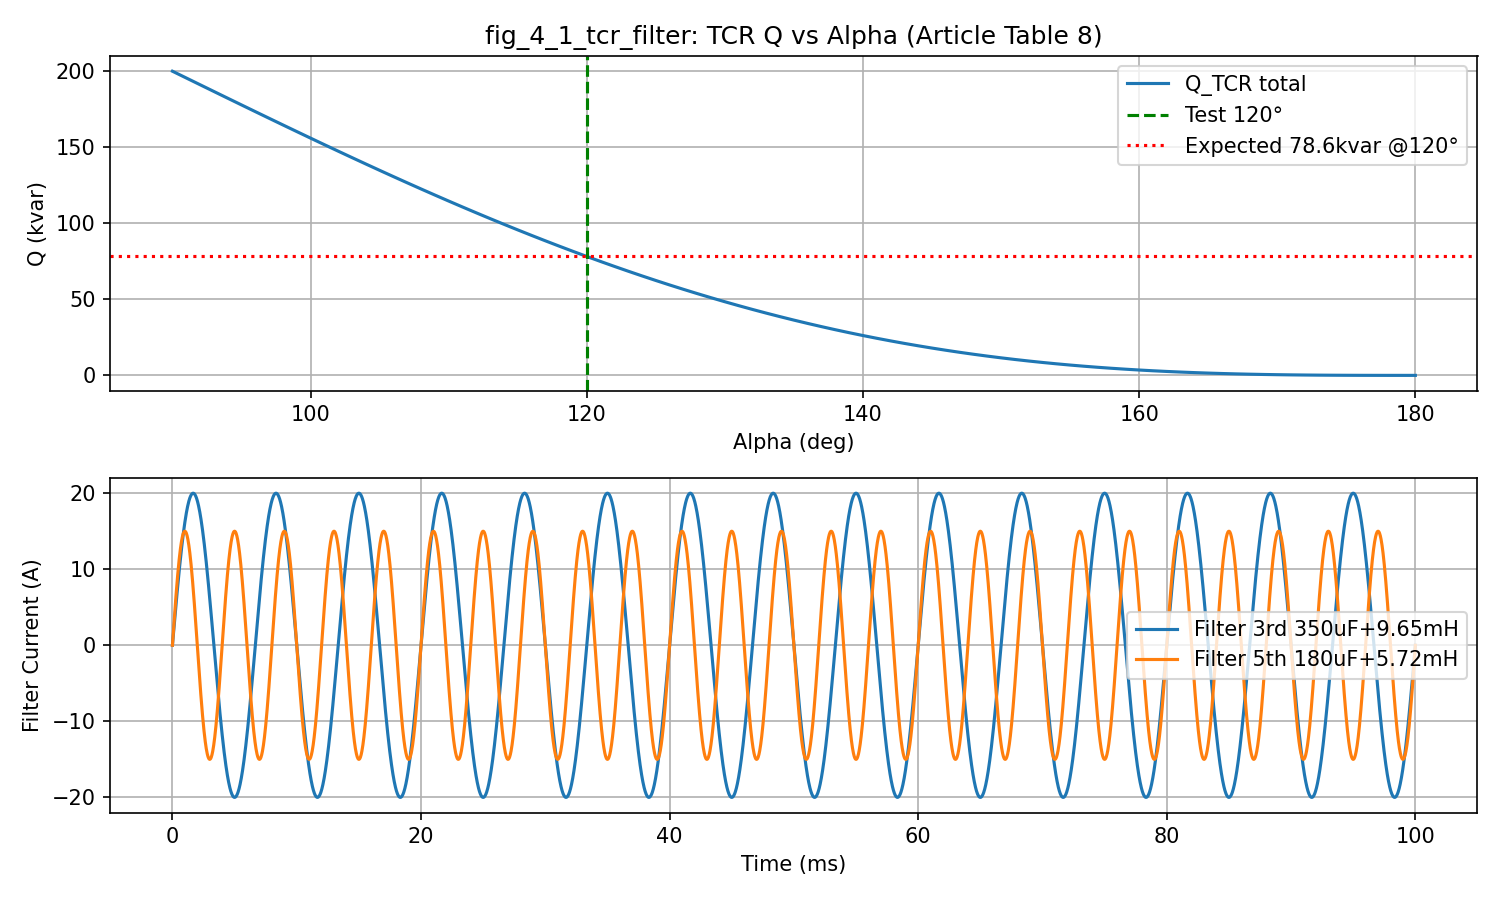 fig_4_1_tcr_filter: TCR Q vs Alpha (Article Table 8)
Q (kvar)
200
150
100
50
0
Q_TCR total
Test 120°
Expected 78.6kvar @120°
100 120 140 160 180
Alpha (deg)
Filter Current (A)
20
10
0
−10
−20
Filter 3rd 350uF+9.65mH
Filter 5th 180uF+5.72mH
0 20 40 60 80 100
Time (ms)